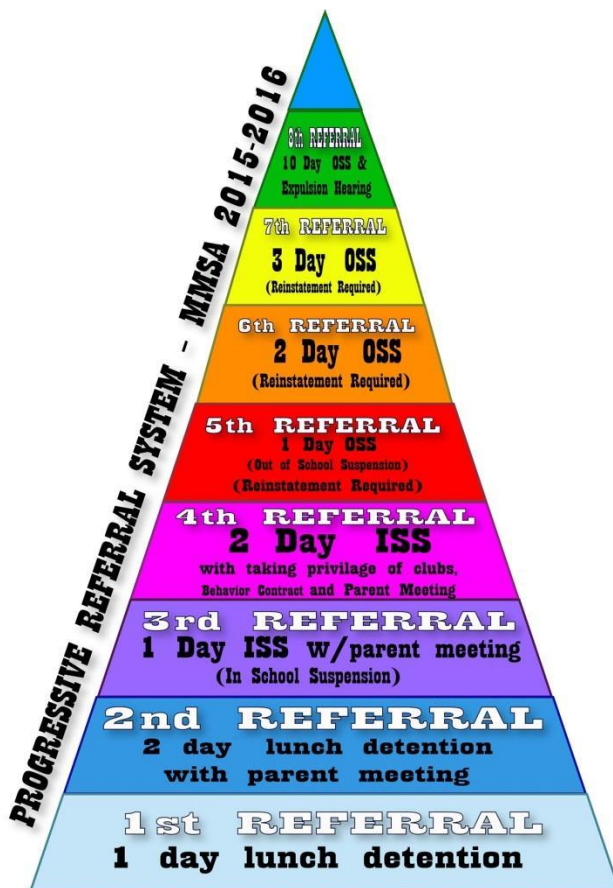 PROGRESSIVE REFERRAL SYSTEM - MMSA 2015-2016
8th REFERRAL
10 Day OSS &
Expulsion Hearing
7th REFERRAL
3 Day OSS
(Reinstatement Required)
6th REFERRAL
2 Day OSS
(Reinstatement Required)
5th REFERRAL
1 Day OSS
(Out of School Suspension)
(Reinstatement Required)
4th REFERRAL
2 Day ISS
with taking privilage of clubs,
Behavior Contract and Parent Meeting
3rd REFERRAL
1 Day ISS w/parent meeting
(In School Suspension)
2nd REFERRAL
2 day lunch detention
with parent meeting
1st REFERRAL
1 day lunch detention